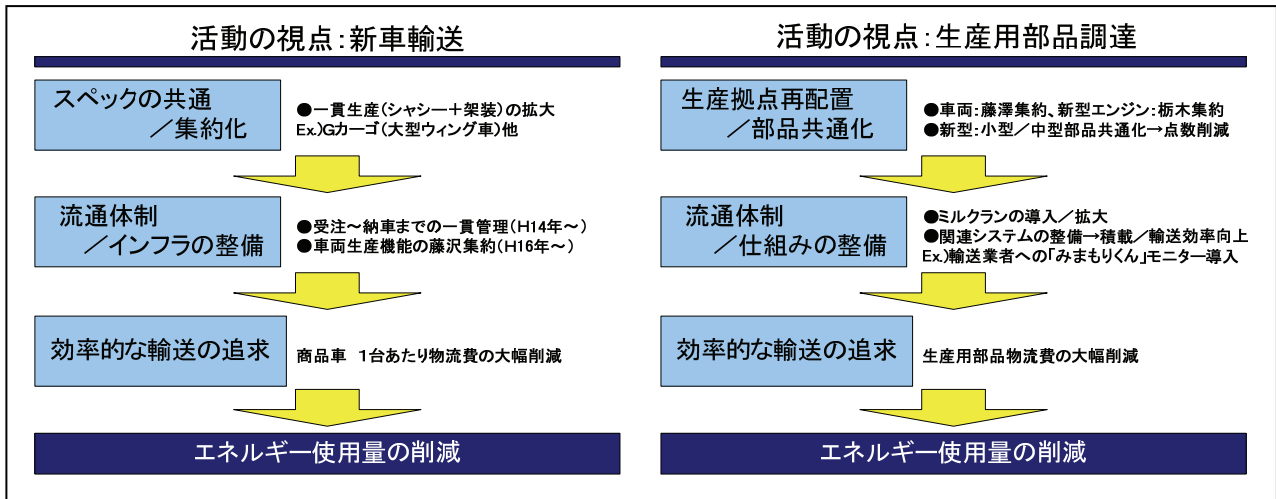 活動の視点：新車輸送
スペックの共通
／集約化
●一貫生産（シャシー＋架装）の拡大
Ex.)Gカーゴ（大型ウィング車）他
流通体制
／インフラの整備
●受注～納車までの一貫管理（H14年～）
●車両生産機能の藤沢集約（H16年～）
効率的な輸送の追求
商品車　1台あたり物流費の大幅削減
エネルギー使用量の削減
活動の視点：生産用部品調達
生産拠点再配置
／部品共通化
●車両：藤澤集約、新型エンジン：栃木集約
●新型：小型／中型部品共通化→点数削減
流通体制
／仕組みの整備
●ミルクランの導入／拡大
●関連システムの整備→積載／輸送効率向上
Ex.)輸送業者への「みまもりくん」モニター導入
効率的な輸送の追求
生産用部品物流費の大幅削減
エネルギー使用量の削減